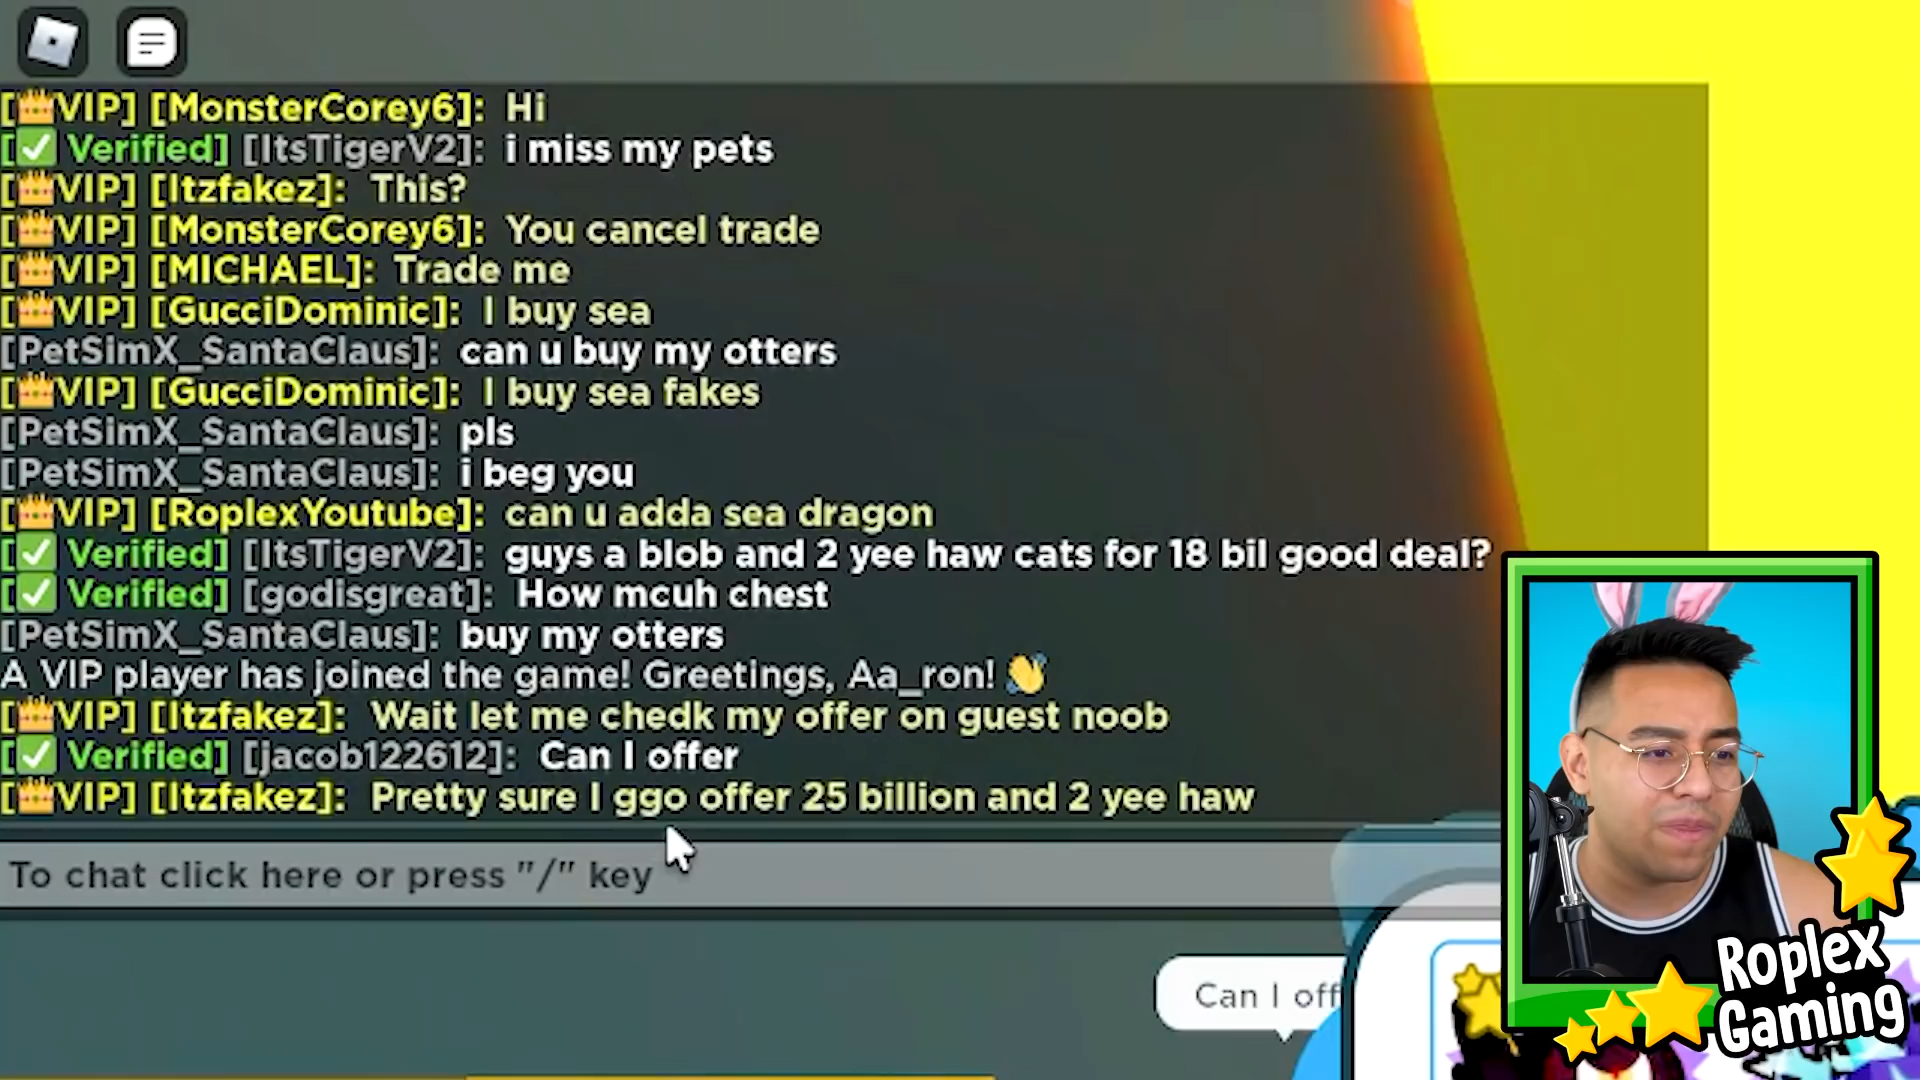 [👑VIP] [MonsterCorey6]: Hi
[✅ Verified] [ItsTigerV2]: i miss my pets
[👑VIP] [Itzfakez]: This?
[👑VIP] [MonsterCorey6]: You cancel trade
[👑VIP] [MICHAEL]: Trade me
[👑VIP] [GucciDominic]: I buy sea
[PetSimX_SantaClaus]: can u buy my otters
[👑VIP] [GucciDominic]: I buy sea fakes
[PetSimX_SantaClaus]: pls
[PetSimX_SantaClaus]: i beg you
[👑VIP] [RoplexYoutube]: can u adda sea dragon
[✅ Verified] [ItsTigerV2]: guys a blob and 2 yee haw cats for 18 bil good deal?
[✅ Verified] [godisgreat]: How mcuh chest
[PetSimX_SantaClaus]: buy my otters
A VIP player has joined the game! Greetings, Aa_ron! 👋
[👑VIP] [Itzfakez]: Wait let me chedk my offer on guest noob
[✅ Verified] [jacob122612]: Can I offer
[👑VIP] [Itzfakez]: Pretty sure I ggo offer 25 billion and 2 yee haw
To chat click here or press "/" key
Can I off
Roplex
Gaming